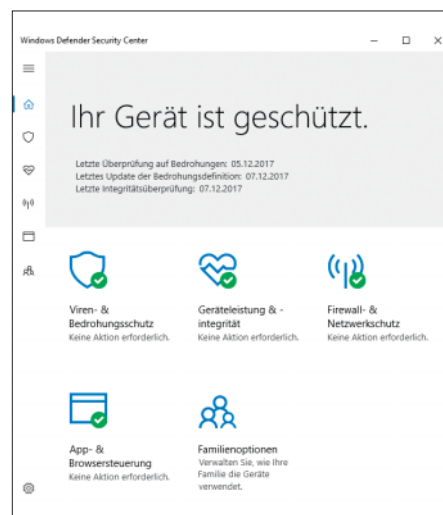 Windows Defender Security Center
Ihr Gerät ist geschützt.
Letzte Überprüfung auf Bedrohungen: 05.12.2017
Letztes Update der Bedrohungsdefinition: 07.12.2017
Letzte Integritätsüberprüfung: 07.12.2017
Viren- &
Bedrohungsschutz
Keine Aktion erforderlich.
Geräteleistung & -
integrität
Keine Aktion erforderlich.
Firewall- &
Netzwerkschutz
Keine Aktion erforderlich.
App- &
Browsersteuerung
Keine Aktion erforderlich.
Familienoptionen
Verwalten Sie, wie Ihre
Familie die Geräte
verwendet.